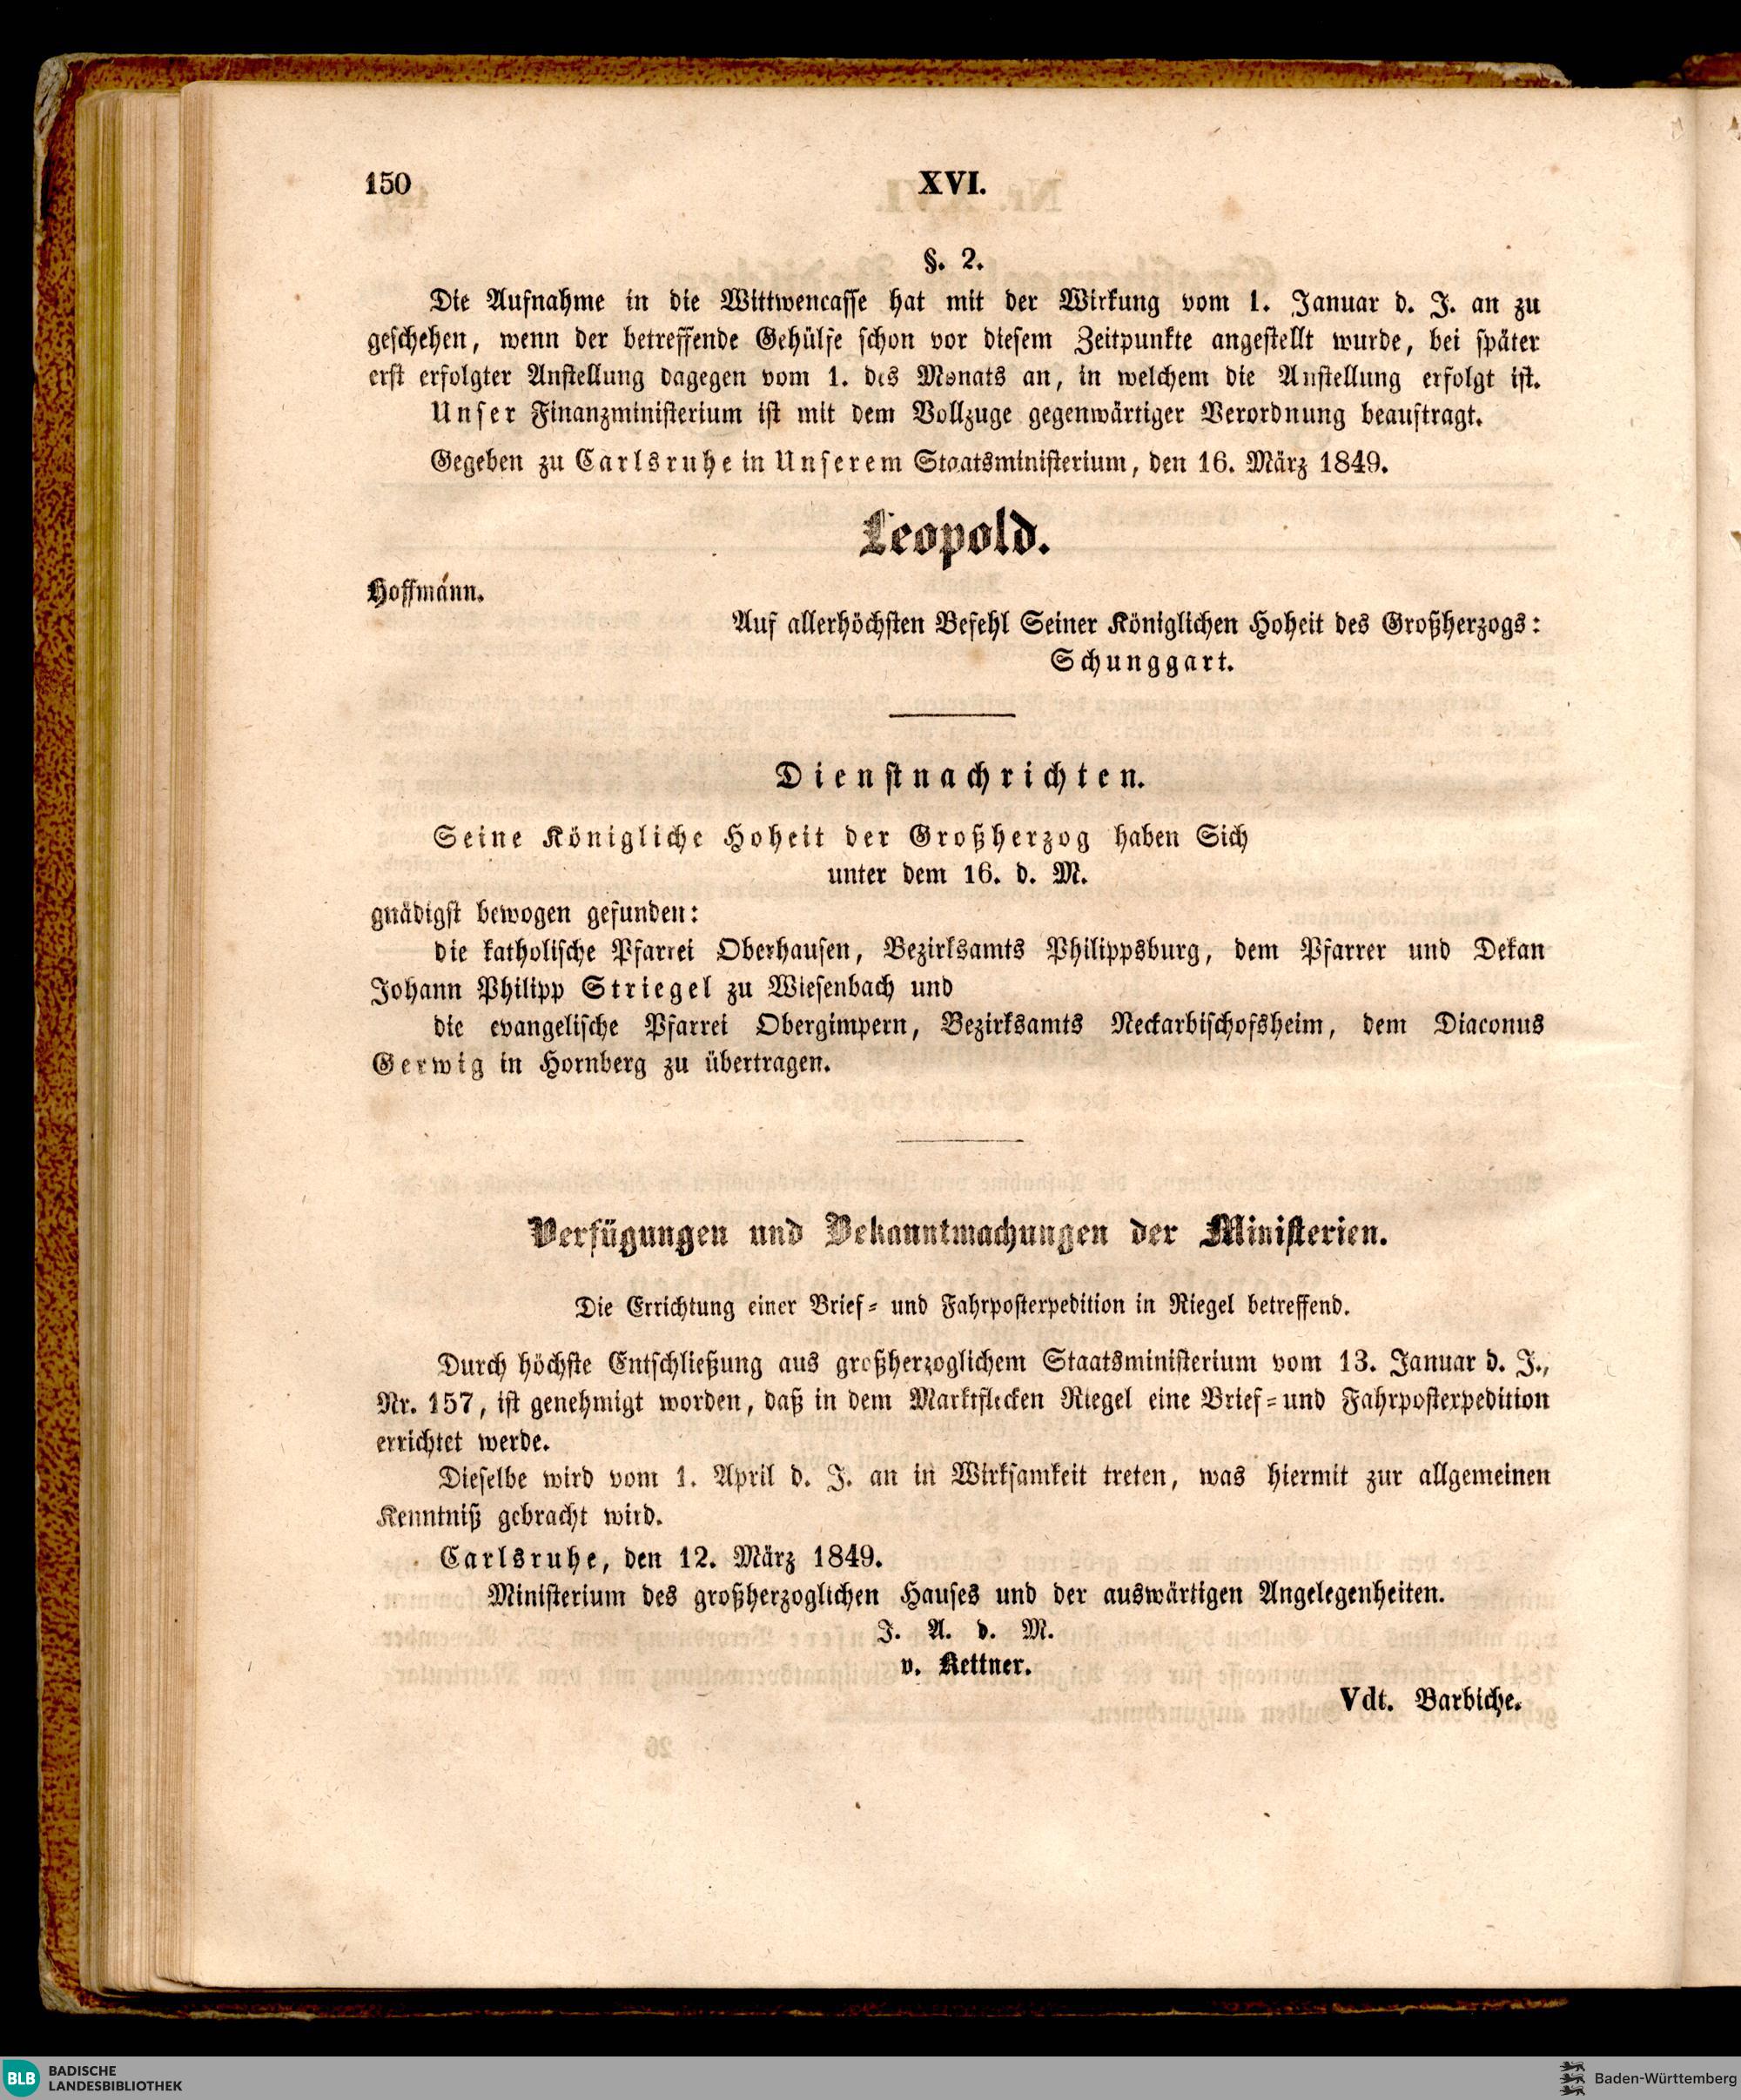 150
XVI.
§. 2.
Die Aufnahme in die Wittwencasse hat mit der Wirkung vom 1. Januar d. J. an zu
geschehen, wenn der betreffende Gehülfe schon vor diesem Zeitpunkte angestellt wurde, bei später
erst erfolgter Anstellung dagegen vom 1. des Monats an, in welchem die Anstellung erfolgt ist.
Unser Finanzministerium ist mit dem Vollzuge gegenwärtiger Verordnung beauftragt.
Gegeben zu Carlsruhe in Unserem Staatsministerium, den 16. März 1849.
Leopold.
Hoffmann.
Auf allerhöchsten Befehl Seiner Königlichen Hoheit des Großherzogs:
Schunggart.
Dienstnachrichten.
Seine Königliche Hoheit der Großherzog haben Sich
unter dem 16. d. M.
gnädigst bewogen gefunden:
die katholische Pfarrei Oberhausen, Bezirksamts Philippsburg, dem Pfarrer und Dekan
Johann Philipp Striegel zu Wiesenbach und
die evangelische Pfarrei Obergimpern, Bezirksamts Neckarbischofsheim, dem Diaconus
Gerwig in Hornberg zu übertragen.
Verfügungen und Bekanntmachungen der Ministerien.
Die Errichtung einer Brief- und Fahrpostexpedition in Riegel betreffend.
Durch höchste Entschließung aus großherzoglichem Staatsministerium vom 13. Januar d. J.,
Nr. 157, ist genehmigt worden, daß in dem Marktflecken Riegel eine Brief- und Fahrpostexpedition
errichtet werde.
Dieselbe wird vom 1. April d. J. an in Wirksamkeit treten, was hiermit zur allgemeinen
Kenntniß gebracht wird.
Carlsruhe, den 12. März 1849.
Ministerium des großherzoglichen Hauses und der auswärtigen Angelegenheiten.
J. A. d. M.
v. Kettner.
Vdt. Barbiche.
BLB BADISCHE
LANDESBIBLIOTHEK
Baden-Württemberg